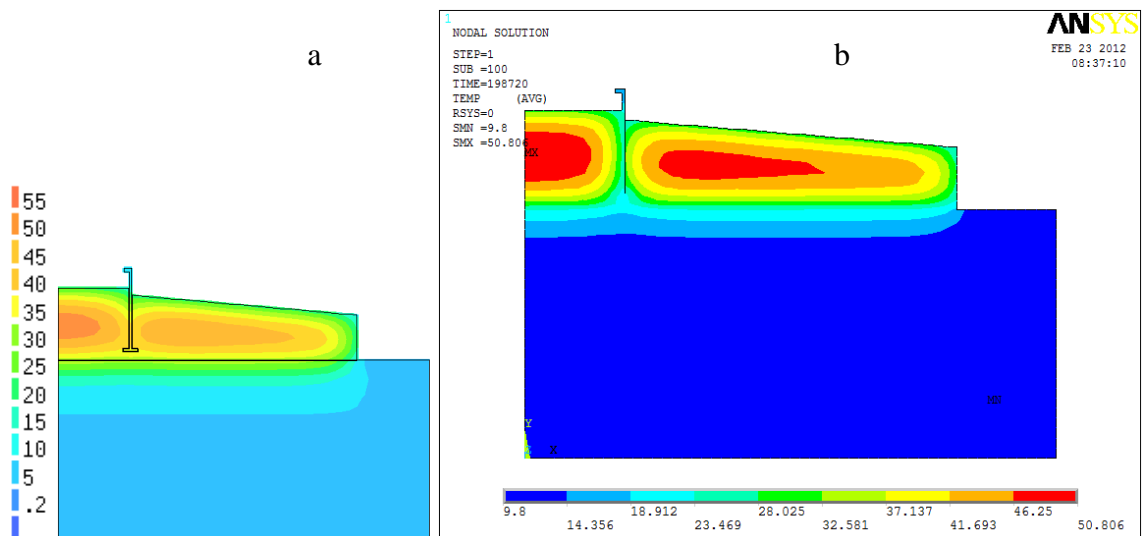 a
55
50
45
40
35
30
25
20
15
10
5
.2
1
NODAL SOLUTION
STEP=1
SUB =100
TIME=198720
TEMP (AVG)
RSYS=0
SMN =9.8
SMX =50.806
b
ANSYS
FEB 23 2012
08:37:10
MX
MN
Y
X
9.8 18.912 28.025 37.137 46.25
14.356 23.469 32.581 41.693 50.806